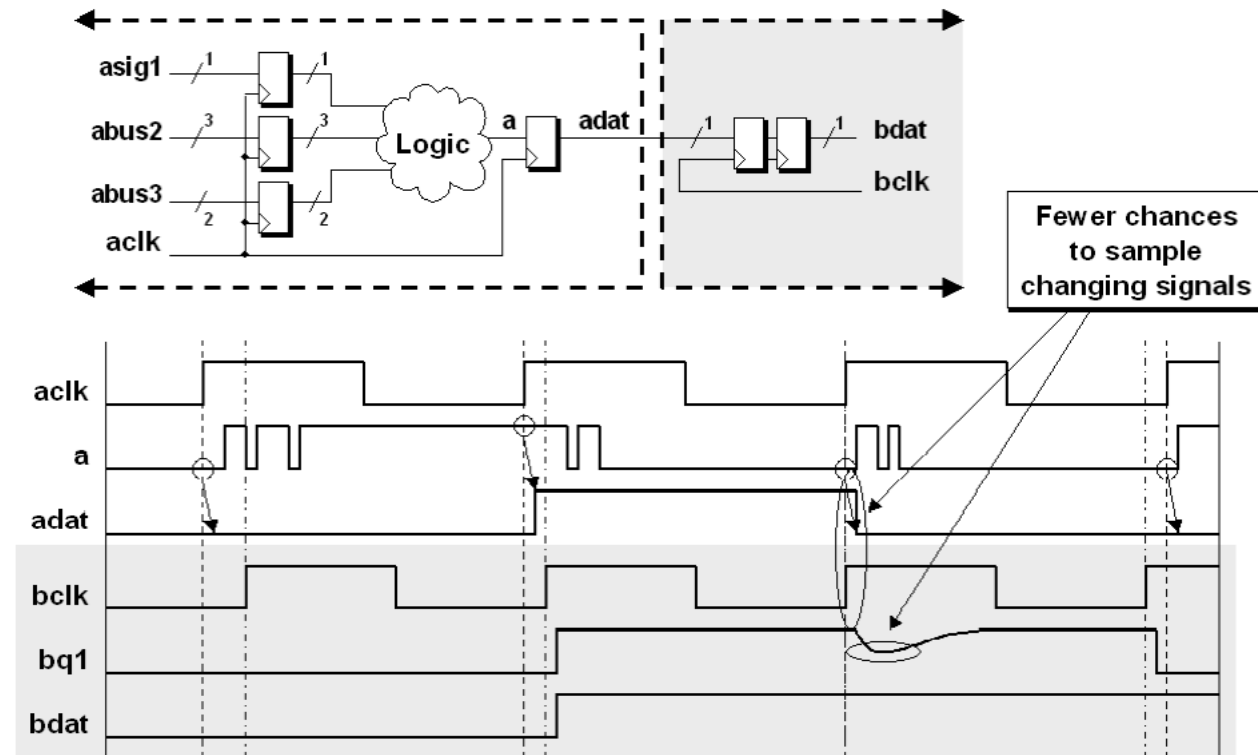 asig1
1
1
abus2
3
3
Logic
a
adat
1
1
bdat
abus3
2
2
bclk
aclk
Fewer chances
to sample
changing signals
aclk
a
adat
bclk
bq1
bdat